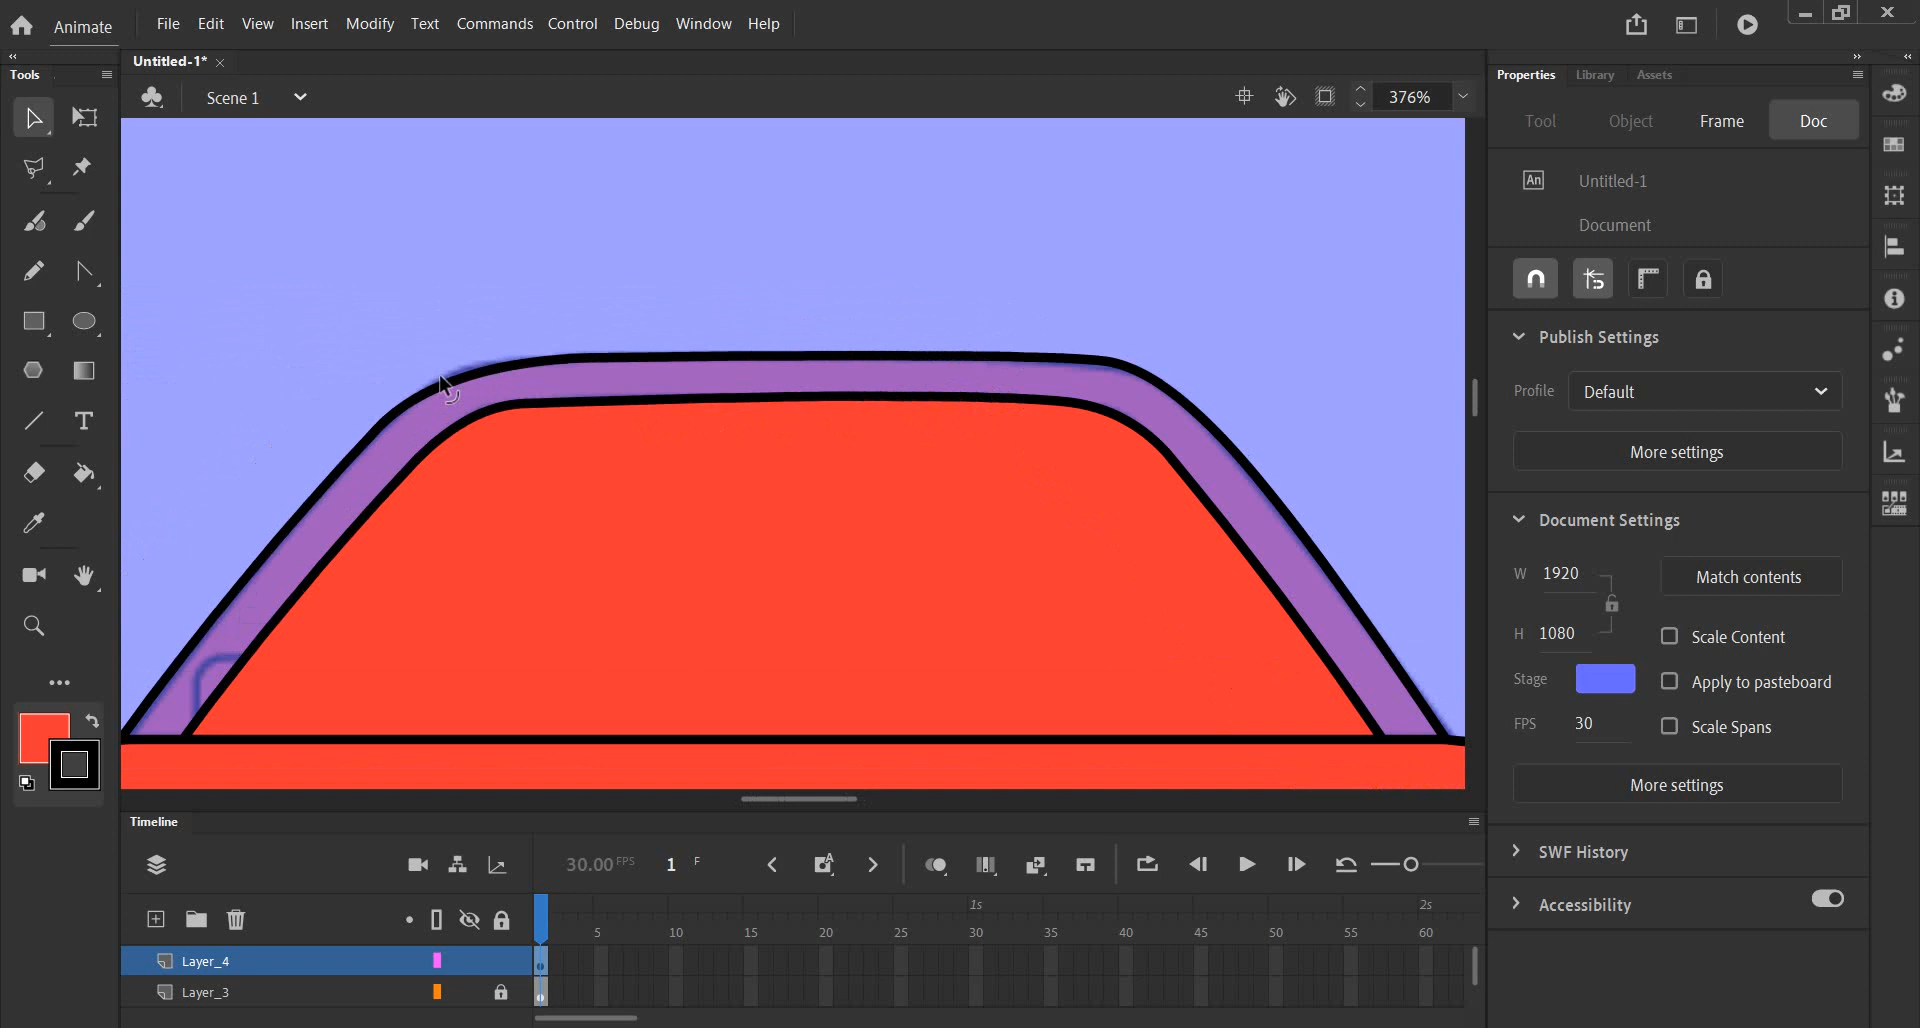 Animate File Edit View Insert Modify Text Commands Control Debug Window Help
Tools
Untitled-1*
Properties Library Assets
Scene 1
376%
Tool Object Frame Doc
An Untitled-1
Document
Publish Settings
Profile Default
More settings
Document Settings
W 1920
Match contents
H 1080
Scale Content
Stage
Apply to pasteboard
FPS 30
Scale Spans
More settings
SWF History
Accessibility
Timeline
30.00 FPS 1 F
1s 2s
5 10 15 20 25 30 35 40 45 50 55 60
Layer_4
Layer_3